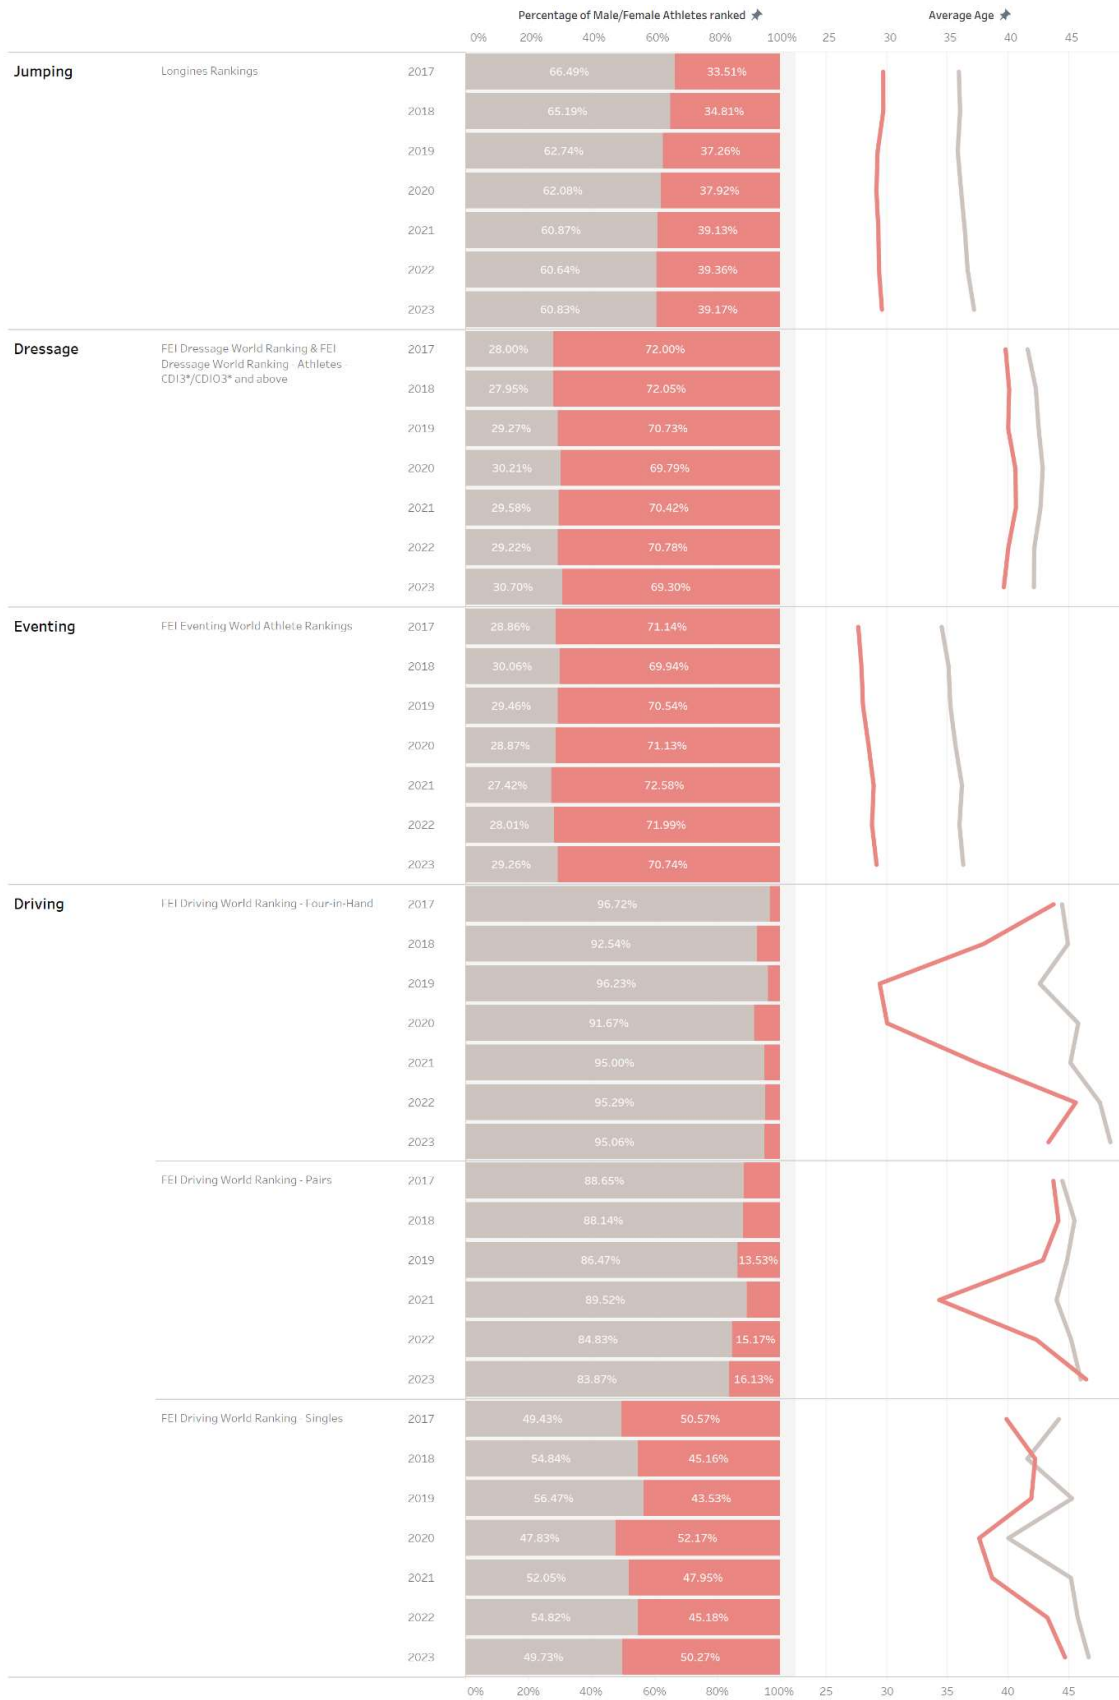 Percentage of Male/Female Athletes ranked Average Age
0% 20% 40% 60% 80% 100% 25 30 35 40 45
Jumping Longines Rankings 2017 66.49% 33.51%
2018 65.19% 34.81%
2019 62.74% 37.26%
2020 62.08% 37.92%
2021 60.87% 39.13%
2022 60.64% 39.36%
2023 60.83% 39.17%
Dressage FEI Dressage World Ranking & FEI 2017 28.00% 72.00%
Dressage World Ranking - Athletes -
CDI3*/CDIO3* and above
2018 27.95% 72.05%
2019 29.27% 70.73%
2020 30.21% 69.79%
2021 29.58% 70.42%
2022 29.22% 70.78%
2023 30.70% 69.30%
Eventing FEI Eventing World Athlete Rankings 2017 28.86% 71.14%
2018 30.06% 69.94%
2019 29.46% 70.54%
2020 28.87% 71.13%
2021 27.42% 72.58%
2022 28.01% 71.99%
2023 29.26% 70.74%
Driving FEI Driving World Ranking - Four-in-Hand 2017 96.72%
2018 92.54%
2019 96.23%
2020 91.67%
2021 95.00%
2022 95.29%
2023 95.06%
FEI Driving World Ranking - Pairs 2017 88.65%
2018 88.14%
2019 86.47% 13.53%
2021 89.52%
2022 84.83% 15.17%
2023 83.87% 16.13%
FEI Driving World Ranking - Singles 2017 49.43% 50.57%
2018 54.84% 45.16%
2019 56.47% 43.53%
2020 47.83% 52.17%
2021 52.05% 47.95%
2022 54.82% 45.18%
2023 49.73% 50.27%
0% 20% 40% 60% 80% 100% 25 30 35 40 45